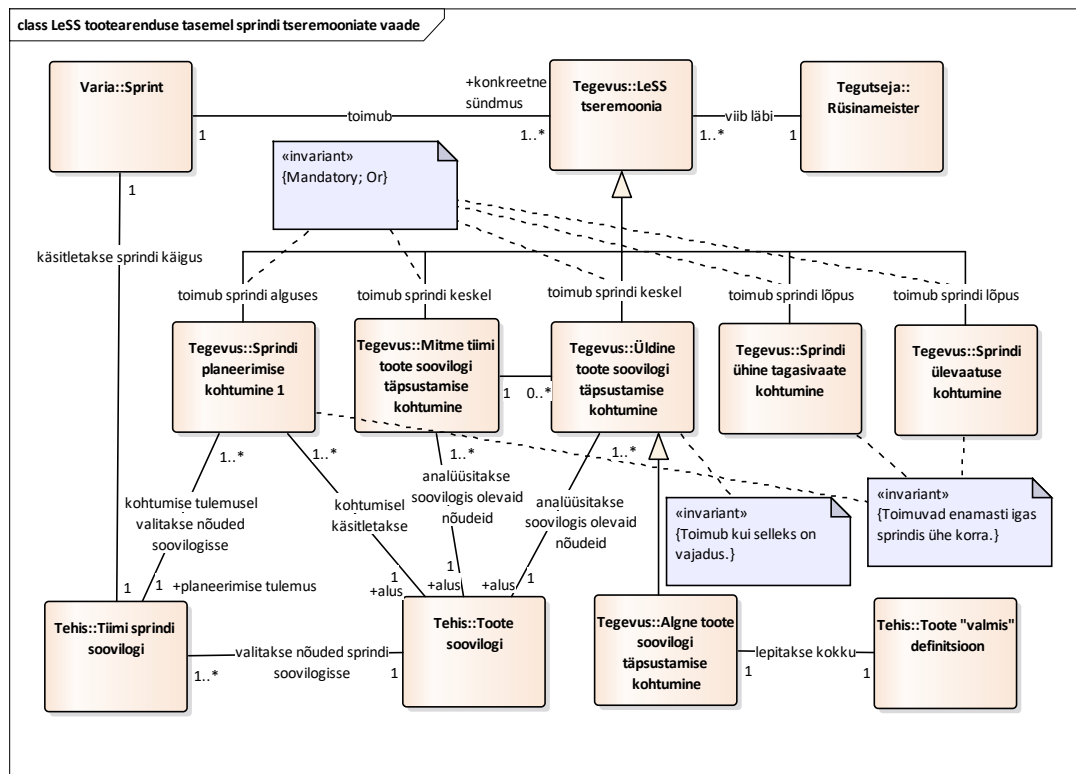 class LeSS tootearenduse tasemel sprindi tseremooniate vaade
Varia::Sprint
+konkreetne
sündmus
toimub
1
1..*
Tegevus::LeSS
tseremoonia
viib läbi
1..*
1
Tegutseja::
Rüsinameister
«invariant»
{Mandatory; Or}
1
käsitletakse sprindi käigus
toimub sprindi alguses
toimub sprindi keskel
toimub sprindi keskel
toimub sprindi lõpus
toimub sprindi lõpus
Tegevus::Sprindi
planeerimise
kohtumine 1
Tegevus::Mitme tiimi
toote soovilogi
täpsustamise
kohtumine
1
0..*
Tegevus::Üldine
toote soovilogi
täpsustamise
kohtumine
Tegevus::Sprindi
ühine tagasivaate
kohtumine
Tegevus::Sprindi
ülevaatuse
kohtumine
1..*
1..*
1..*
1..*
kohtumise tulemusel
valitakse nõuded
soovilogisse
kohtumisel
käsitletakse
analüüsitakse
soovilogis olevaid
nõudeid
analüüsitakse
soovilogis olevaid
nõudeid
«invariant»
{Toimub kui selleks on
vajadus.}
«invariant»
{Toimuvad enamasti igas
sprindis ühe korra.}
1
1
+planeerimise tulemus
1
+alus
1
+alus
1
+alus
Tehis::Tiimi sprindi
soovilogi
valitakse nõuded sprindi
soovilogisse
1..*
1
Tehis::Toote
soovilogi
Tegevus::Algne toote
soovilogi
täpsustamise
kohtumine
lepitakse kokku
1
1
Tehis::Toote "valmis"
definitsioon